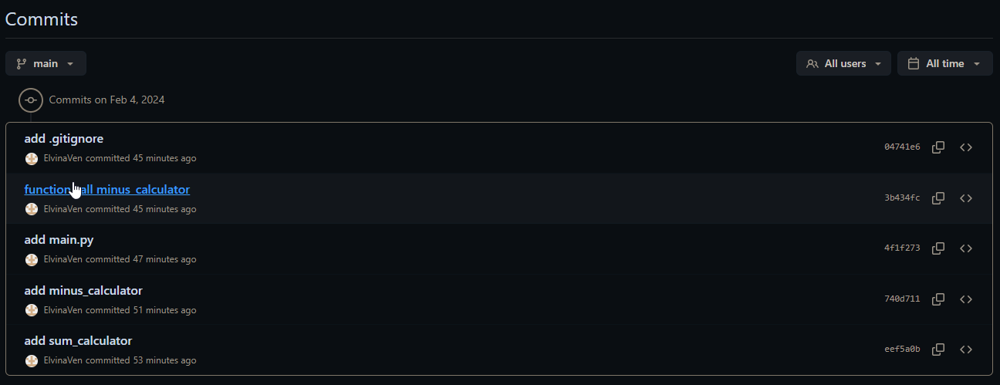 Commits
main
All users
All time
Commits on Feb 4, 2024
add .gitignore
ElvinaVen committed 45 minutes ago
04741e6
function all minus_calculator
ElvinaVen committed 45 minutes ago
3b434fc
add main.py
ElvinaVen committed 47 minutes ago
4f1f273
add minus_calculator
ElvinaVen committed 51 minutes ago
740d711
add sum_calculator
ElvinaVen committed 53 minutes ago
eef5a0b